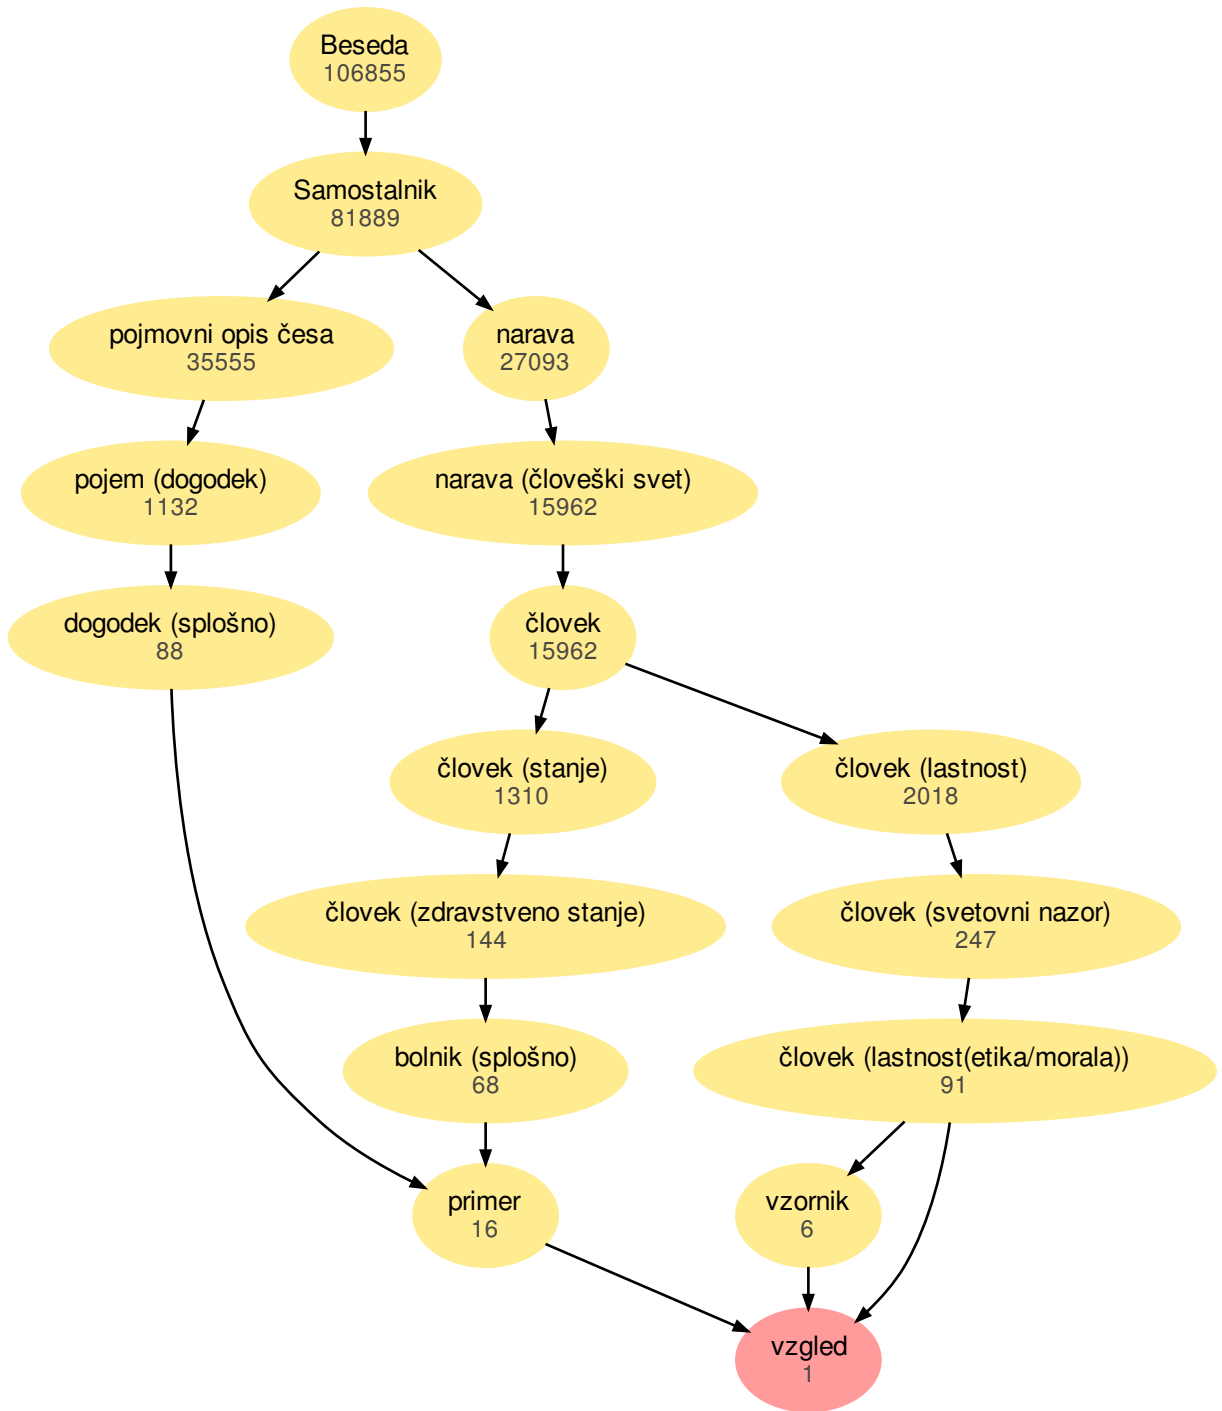 Beseda
106855
Samostalnik
81889
pojmovni opis česa
35555
narava
27093
pojem (dogodek)
1132
narava (človeški svet)
15962
dogodek (splošno)
88
človek
15962
človek (stanje)
1310
človek (lastnost)
2018
človek (zdravstveno stanje)
144
človek (svetovni nazor)
247
bolnik (splošno)
68
človek (lastnost(etika/morala))
91
primer
16
vzornik
6
vzgled
1